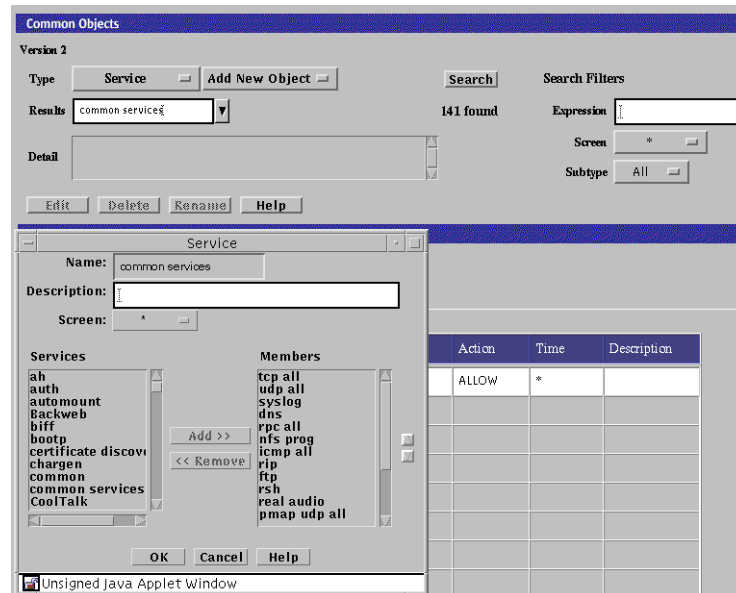 Common Objects
Version 2
Type Service Add New Object Search Search Filters
Results common services 141 found Expression
Screen *
Detail
Subtype All
Edit Delete Rename Help
Service
Name: common services
Description:
Screen: *
Action Time Description
ALLOW *
Services Members
ah tcp all
auth udp all
automount syslog
Backweb dns
biff rpc all
bootp nfs prog
certificate discov icmp all
chargen rip
common ftp
common services rsh
CoolTalk real audio
pmap udp all
Add >>
<< Remove
OK Cancel Help
Unsigned Java Applet Window